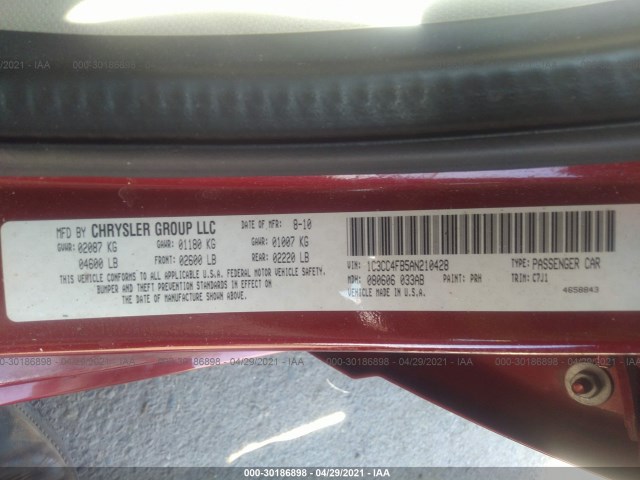 000-30186898 - 04/29/2021 - IAA
MFD BY CHRYSLER GROUP LLC
DATE OF MFR 8-10
GVWR: 02087 KG
GAWR: 01180 KG
GAWR: 01007 KG
04600 LB
FRONT: 02600 LB
REAR: 02220 LB
THIS VEHICLE CONFORMS TO ALL APPLICABLE U.S.A. FEDERAL MOTOR VEHICLE SAFETY,
BUMPER AND THEFT PREVENTION STANDARDS IN EFFECT ON
THE DATE OF MANUFACTURE SHOWN ABOVE.
VIN: 1C3CC4FB5AN210428
TYPE: PASSENGER CAR
MDH: 080606 033AB
PAINT: PRH
TRIM: C7J1
VEHICLE MADE IN U.S.A.
4658843
000-30186898 - 04/29/2021 - IAA
000-30186898 - 04/29/2021 - IAA